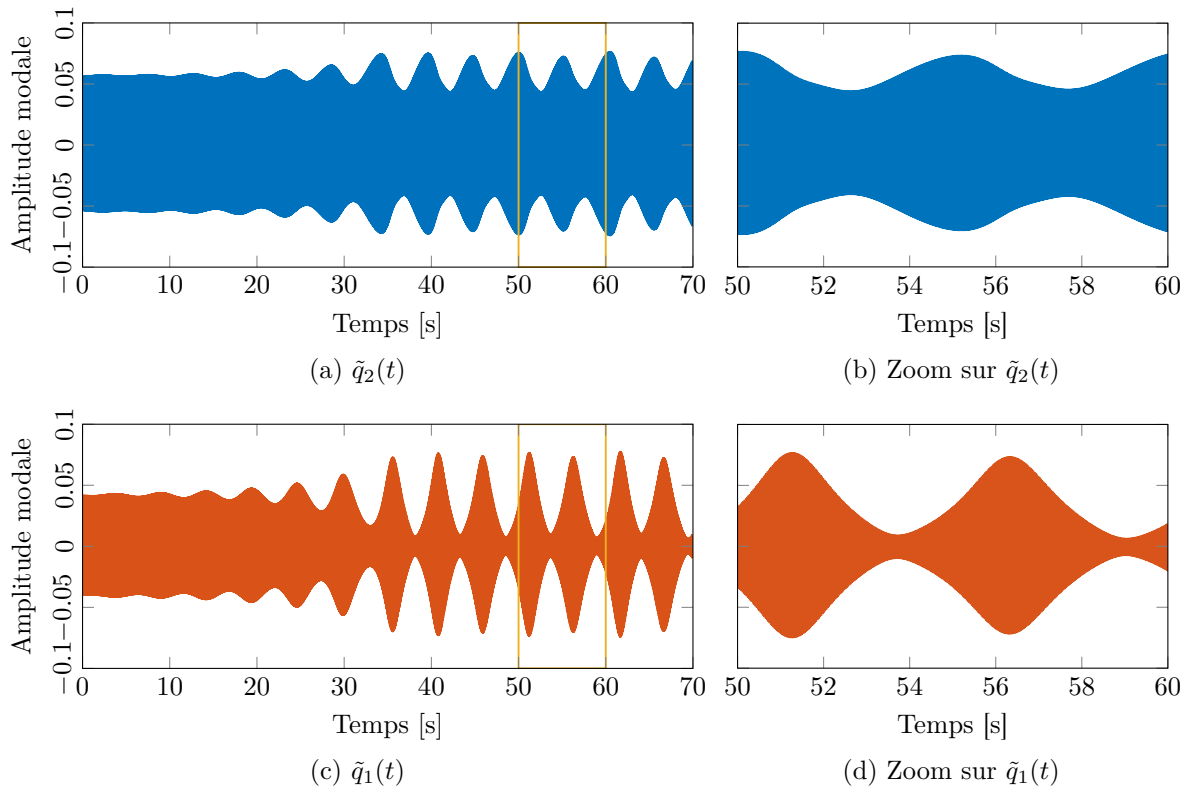 0.1
0.05
0
−0.05
−0.1
Amplitude modale
0 10 20 30 40 50 60 70
Temps [s]
(a) q̃₂(t)
50 52 54 56 58 60
Temps [s]
(b) Zoom sur q̃₂(t)
0.1
0.05
0
−0.05
−0.1
Amplitude modale
0 10 20 30 40 50 60 70
Temps [s]
(c) q̃₁(t)
50 52 54 56 58 60
Temps [s]
(d) Zoom sur q̃₁(t)